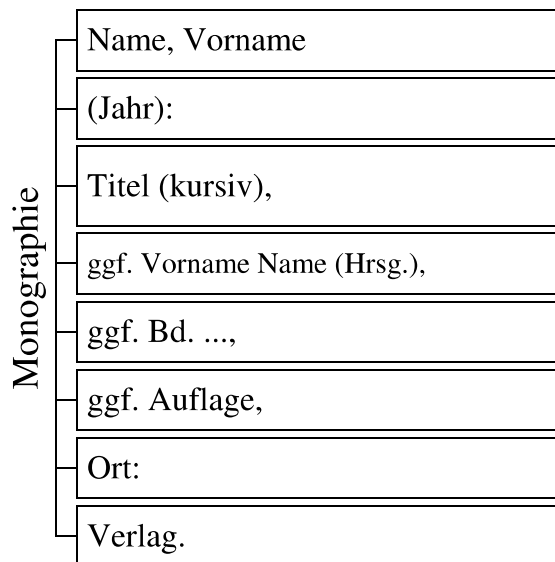 Monographie
Name, Vorname
(Jahr):
Titel (kursiv),
ggf. Vorname Name (Hrsg.),
ggf. Bd. ...,
ggf. Auflage,
Ort:
Verlag.